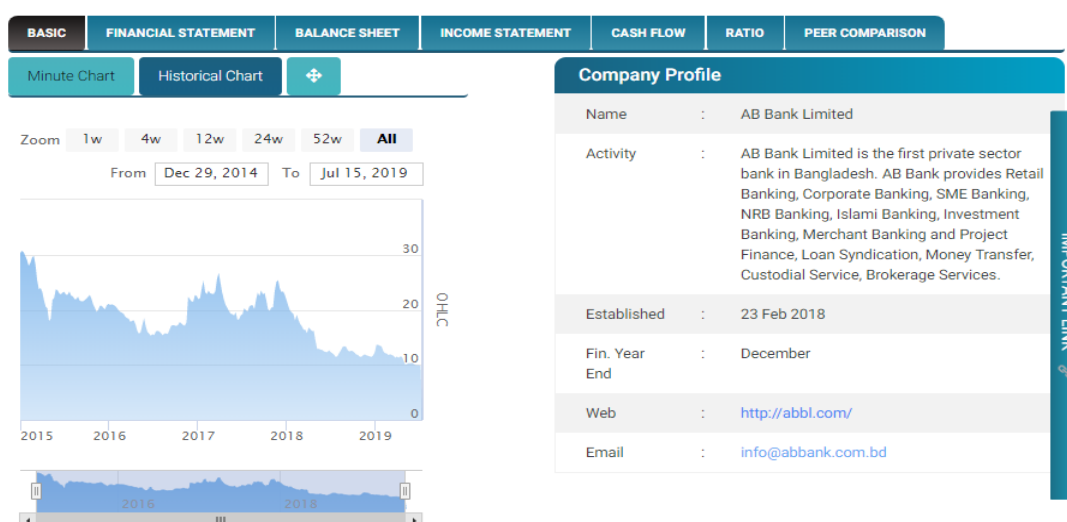 BASIC FINANCIAL STATEMENT BALANCE SHEET INCOME STATEMENT CASH FLOW RATIO PEER COMPARISON
Minute Chart Historical Chart
Zoom 1w 4w 12w 24w 52w All
From Dec 29, 2014 To Jul 15, 2019
30
20
10
0
OHLC
2015 2016 2017 2018 2019
2016 2018
Company Profile
Name : AB Bank Limited
Activity : AB Bank Limited is the first private sector
bank in Bangladesh. AB Bank provides Retail
Banking, Corporate Banking, SME Banking,
NRB Banking, Islami Banking, Investment
Banking, Merchant Banking and Project
Finance, Loan Syndication, Money Transfer,
Custodial Service, Brokerage Services.
Established : 23 Feb 2018
Fin. Year : December
End
Web : http://abbl.com/
Email : info@abbank.com.bd
IMPORTANT LINK